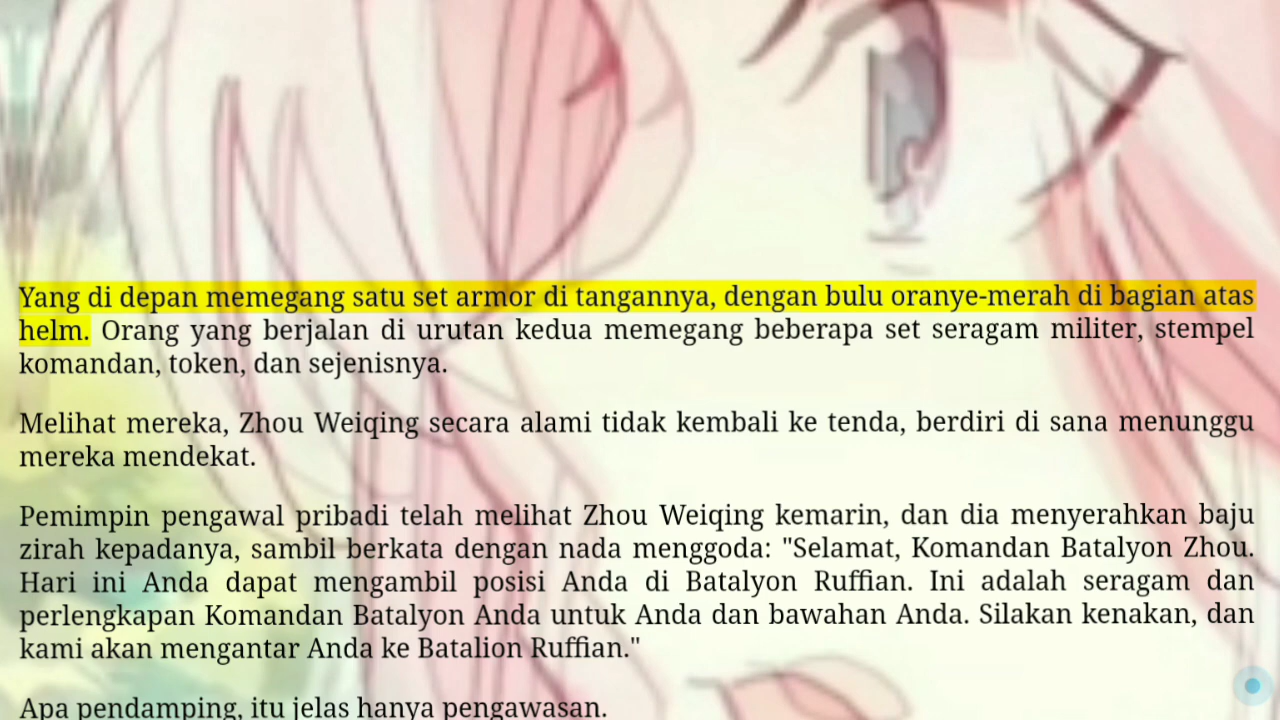 Yang di depan memegang satu set armor di tangannya, dengan bulu oranye-merah di bagian atas
helm. Orang yang berjalan di urutan kedua memegang beberapa set seragam militer, stempel
komandan, token, dan sejenisnya.
Melihat mereka, Zhou Weiqing secara alami tidak kembali ke tenda, berdiri di sana menunggu
mereka mendekat.
Pemimpin pengawal pribadi telah melihat Zhou Weiqing kemarin, dan dia menyerahkan baju
zirah kepadanya, sambil berkata dengan nada menggoda: "Selamat, Komandan Batalyon Zhou.
Hari ini Anda dapat mengambil posisi Anda di Batalyon Ruffian. Ini adalah seragam dan
perlengkapan Komandan Batalyon Anda untuk Anda dan bawahan Anda. Silakan kenakan, dan
kami akan mengantar Anda ke Batalion Ruffian."
Apa pendamping, itu jelas hanya pengawasan.